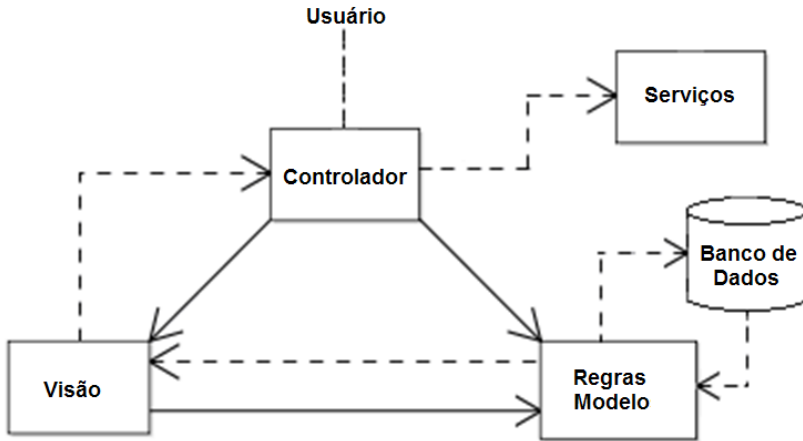 Usuário
Serviços
Controlador
Banco de
Dados
Visão
Regras
Modelo